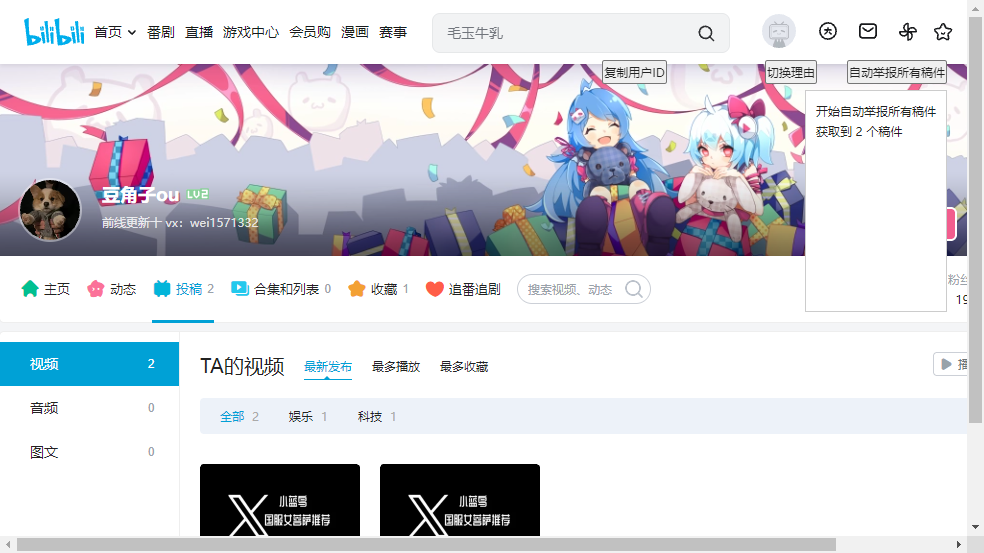 bilibili
首页 番剧 直播 游戏中心 会员购 漫画 赛事
毛玉牛乳
复制用户ID 切换理由 自动举报所有稿件
开始自动举报所有稿件
获取到 2 个稿件
豆角子ou LV2
前线更新十 vx：wei1571332
主页 动态 投稿 2 合集和列表 0 收藏 1 追番追剧 搜索视频、动态
粉丝
19
视频 2
音频 0
图文 0
TA的视频 最新发布 最多播放 最多收藏
播
全部 2 娱乐 1 科技 1
X 小蓝号
国服女菩萨推荐
X 小蓝号
国服女菩萨推荐